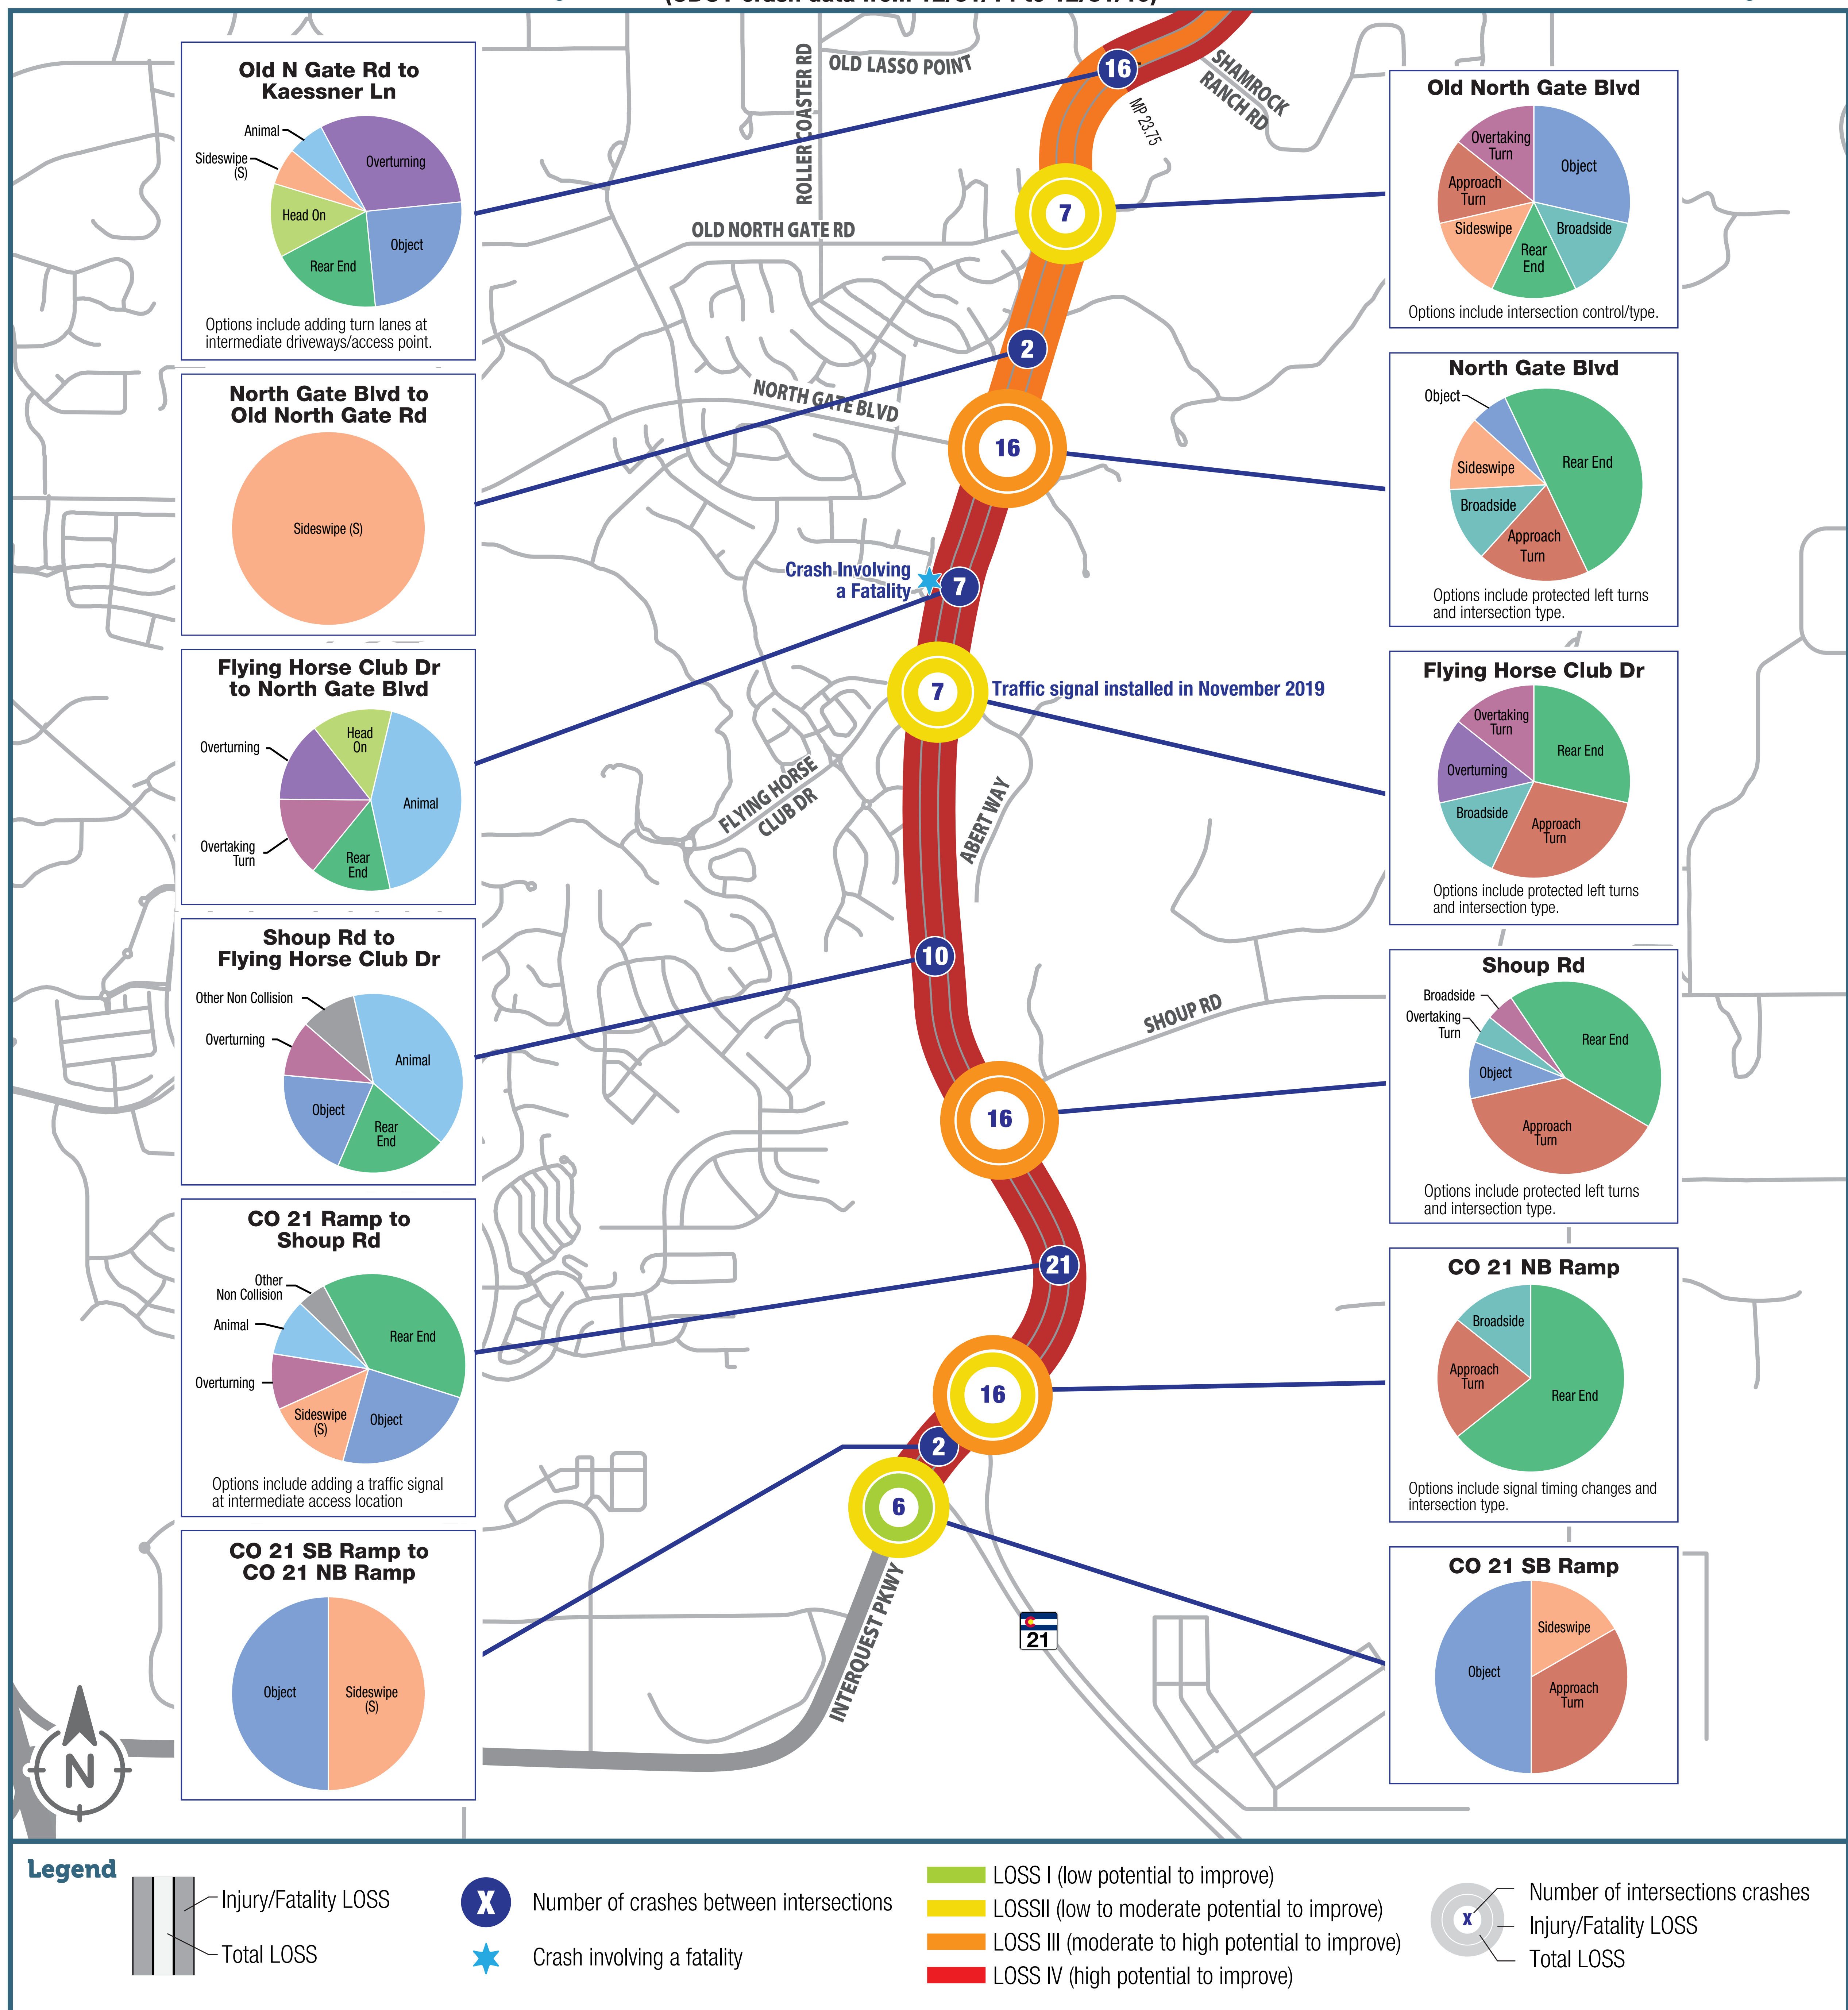 Old N Gate Rd to
Kaessner Ln
Animal
Sideswipe
(S)
Overturning
Head On
Object
Rear End
Options include adding turn lanes at
intermediate driveways/access point.
North Gate Blvd to
Old North Gate Rd
Sideswipe (S)
Flying Horse Club Dr
to North Gate Blvd
Head
On
Overturning
Animal
Overtaking
Turn
Rear
End
Shoup Rd to
Flying Horse Club Dr
Other Non Collision
Overturning
Animal
Object
Rear
End
CO 21 Ramp to
Shoup Rd
Other
Non Collision
Animal
Rear End
Overturning
Sideswipe
(S)
Object
Options include adding a traffic signal
at intermediate access location
CO 21 SB Ramp to
CO 21 NB Ramp
Object
Sideswipe
(S)
N
OLD LASSO POINT
ROLLER COASTER RD
SHAMROCK
RANCH RD
16
MP 23.75
7
OLD NORTH GATE RD
2
NORTH GATE BLVD
16
Crash Involving
a Fatality
7
7
Traffic signal installed in November 2019
FLYING HORSE
CLUB DR
ABERT WAY
10
SHOUP RD
16
21
16
2
6
INTERQUEST PKWY
21
Old North Gate Blvd
Overtaking
Turn
Object
Approach
Turn
Sideswipe
Broadside
Rear
End
Options include intersection control/type.
North Gate Blvd
Object
Rear End
Sideswipe
Broadside
Approach
Turn
Options include protected left turns
and intersection type.
Flying Horse Club Dr
Overtaking
Turn
Rear End
Overturning
Broadside
Approach
Turn
Options include protected left turns
and intersection type.
Shoup Rd
Broadside
Overtaking
Turn
Rear End
Object
Approach
Turn
Options include protected left turns
and intersection type.
CO 21 NB Ramp
Broadside
Approach
Turn
Rear End
Options include signal timing changes and
intersection type.
CO 21 SB Ramp
Sideswipe
Object
Approach
Turn
Legend
Injury/Fatality LOSS
Total LOSS
X
Number of crashes between intersections
Crash involving a fatality
LOSS I (low potential to improve)
LOSSII (low to moderate potential to improve)
LOSS III (moderate to high potential to improve)
LOSS IV (high potential to improve)
x
Number of intersections crashes
Injury/Fatality LOSS
Total LOSS